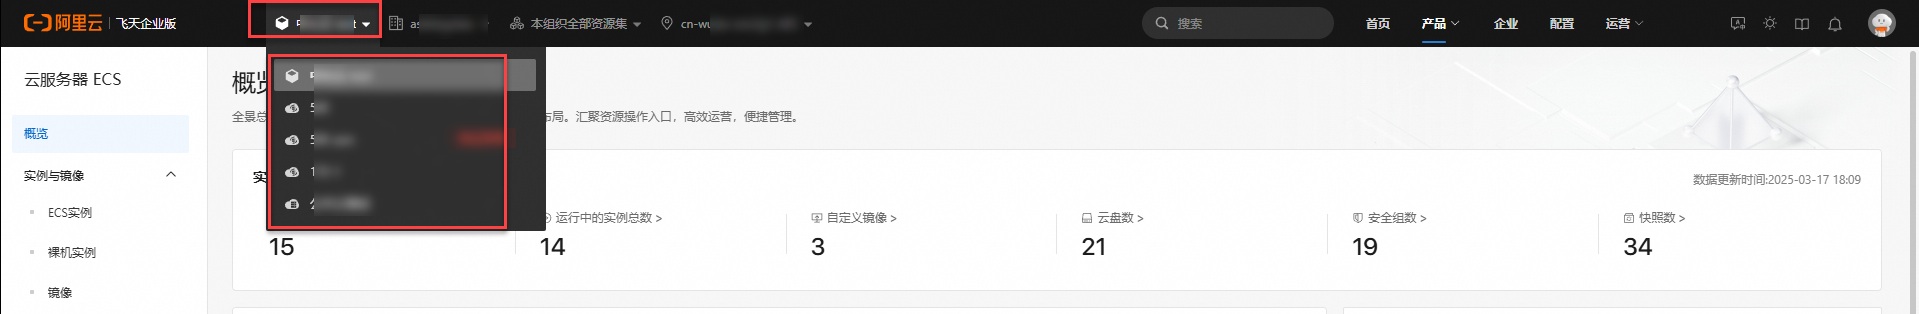 阿里云 飞天企业版 本组织全部资源集 cn-wu 搜索 首页 产品 企业 配置 运营
云服务器 ECS
概览
实例与镜像
ECS实例
裸机实例
镜像
布局。汇聚资源操作入口，高效运营，便捷管理。
数据更新时间:2025-03-17 18:09
15
运行中的实例总数 >
14
自定义镜像 >
3
云盘数 >
21
安全组数 >
19
快照数 >
34